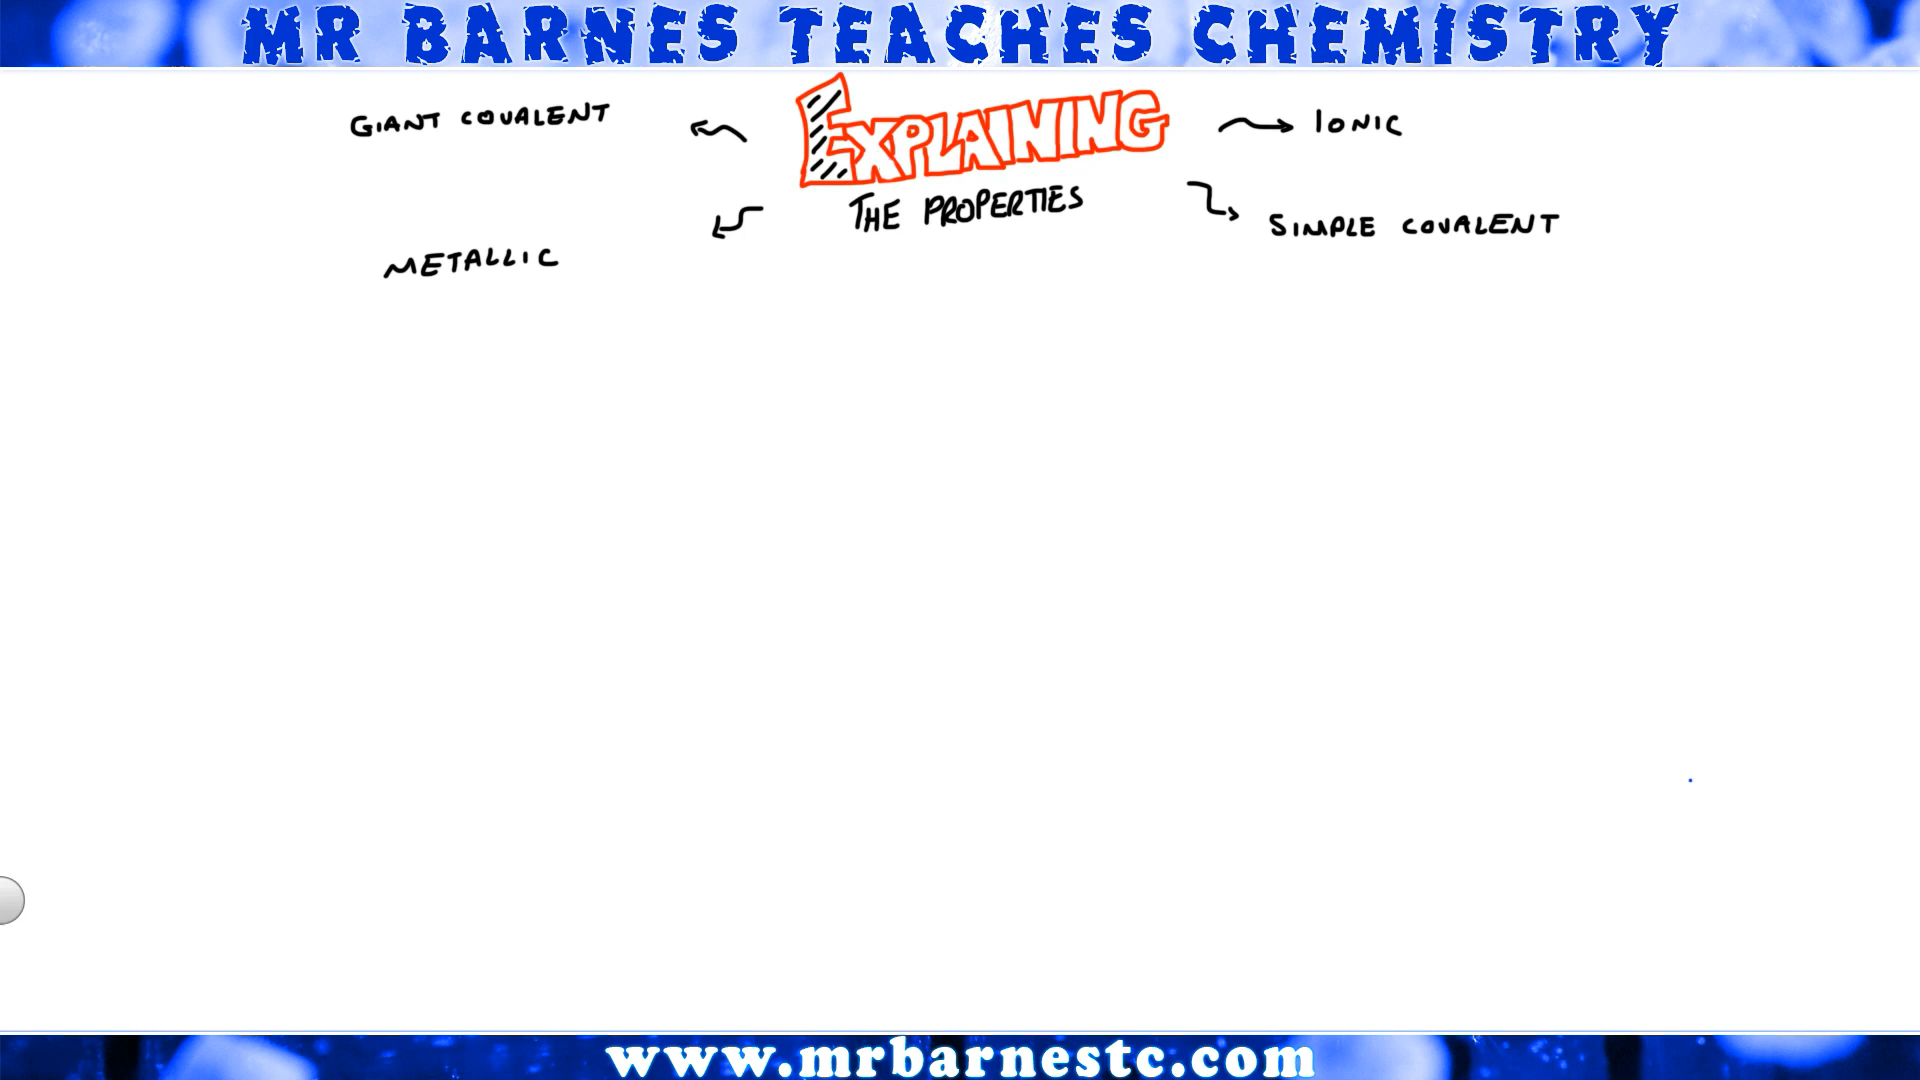 MR BARNES TEACHES CHEMISTRY
GIANT COVALENT
EXPLAINING
IONIC
THE PROPERTIES
SIMPLE COVALENT
METALLIC
www.mrbarnestc.com